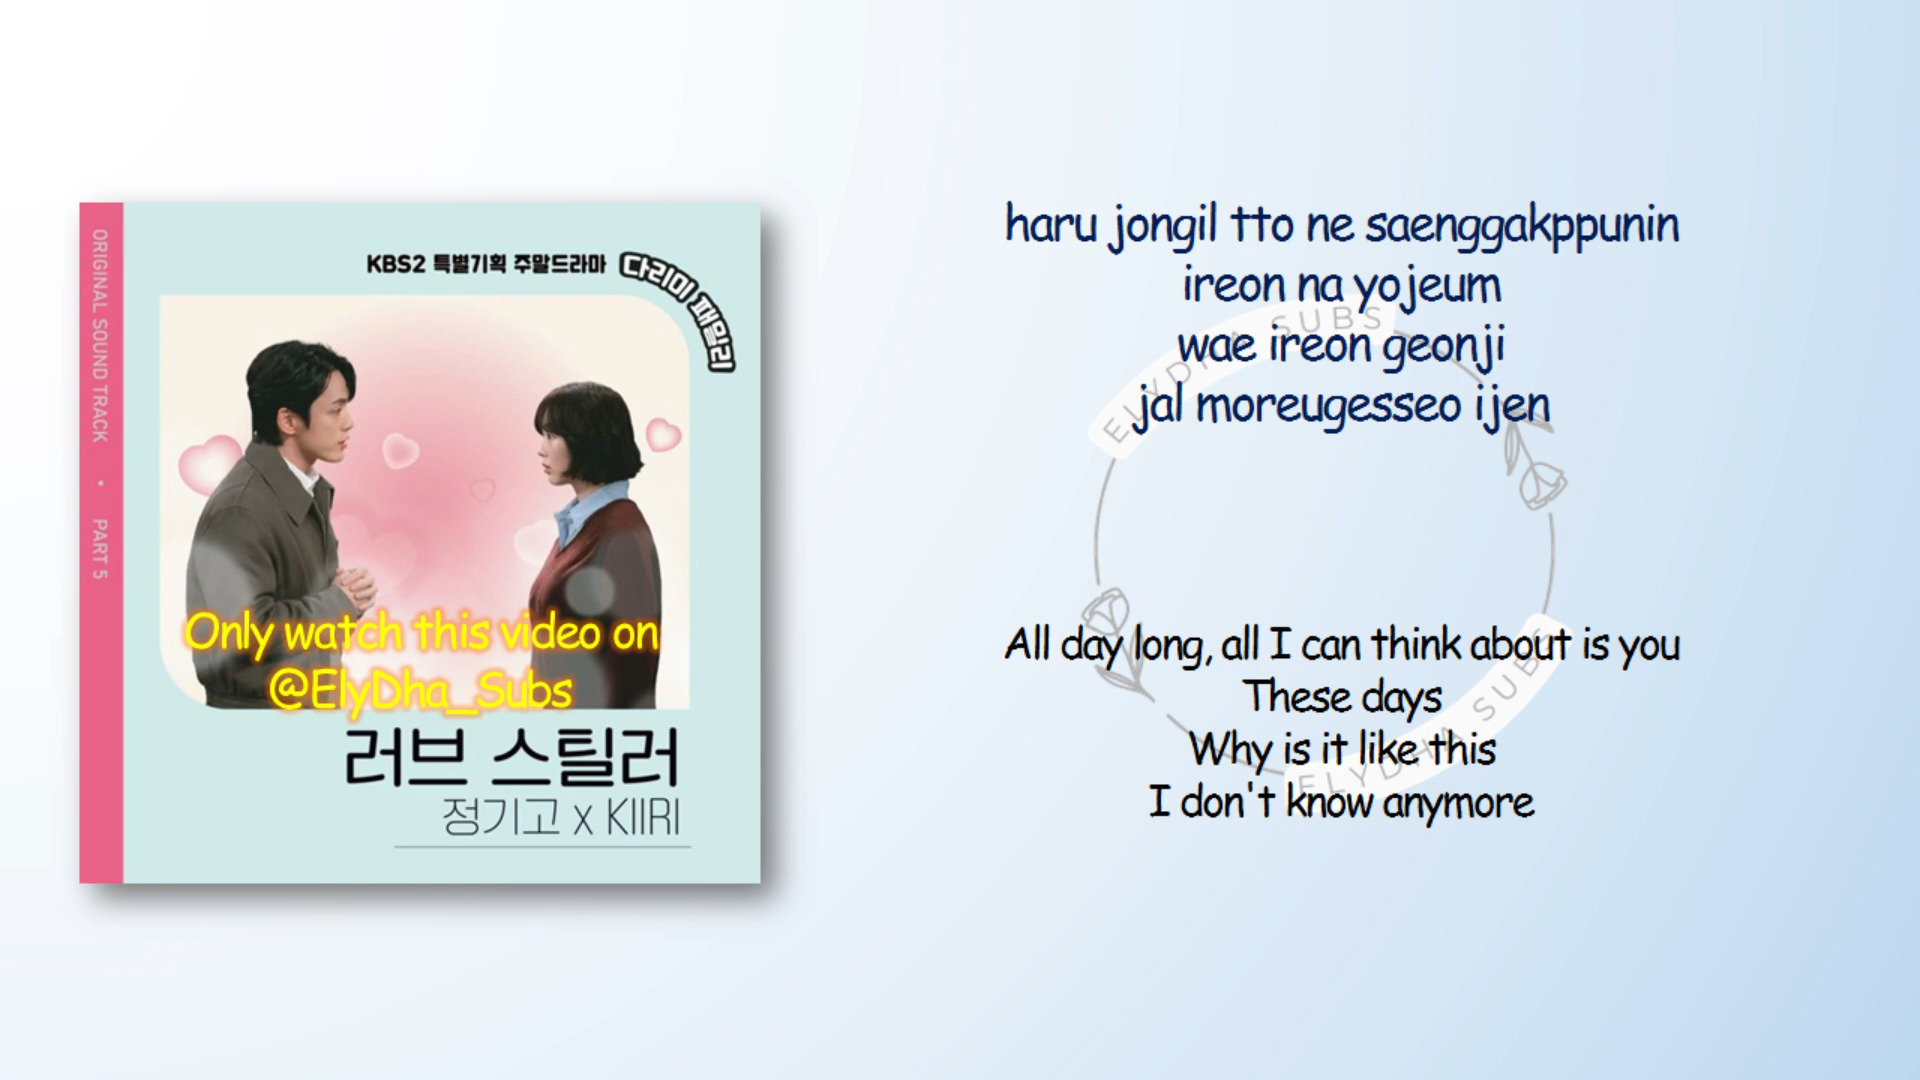 ORIGINAL SOUND TRACK • PART 5
KBS2 특별기획 주말드라마 다리미 패밀리
Only watch this video on
@ElyDha_Subs
러브 스틸러
정기고 x KIIRI
haru jongil tto ne saenggakppunin
ireon na yojeum
wae ireon geonji
jal moreugesseo ijen
ELYDHA SUBS
All day long, all I can think about is you
These days
Why is it like this
I don't know anymore
ELYDHA SUBS